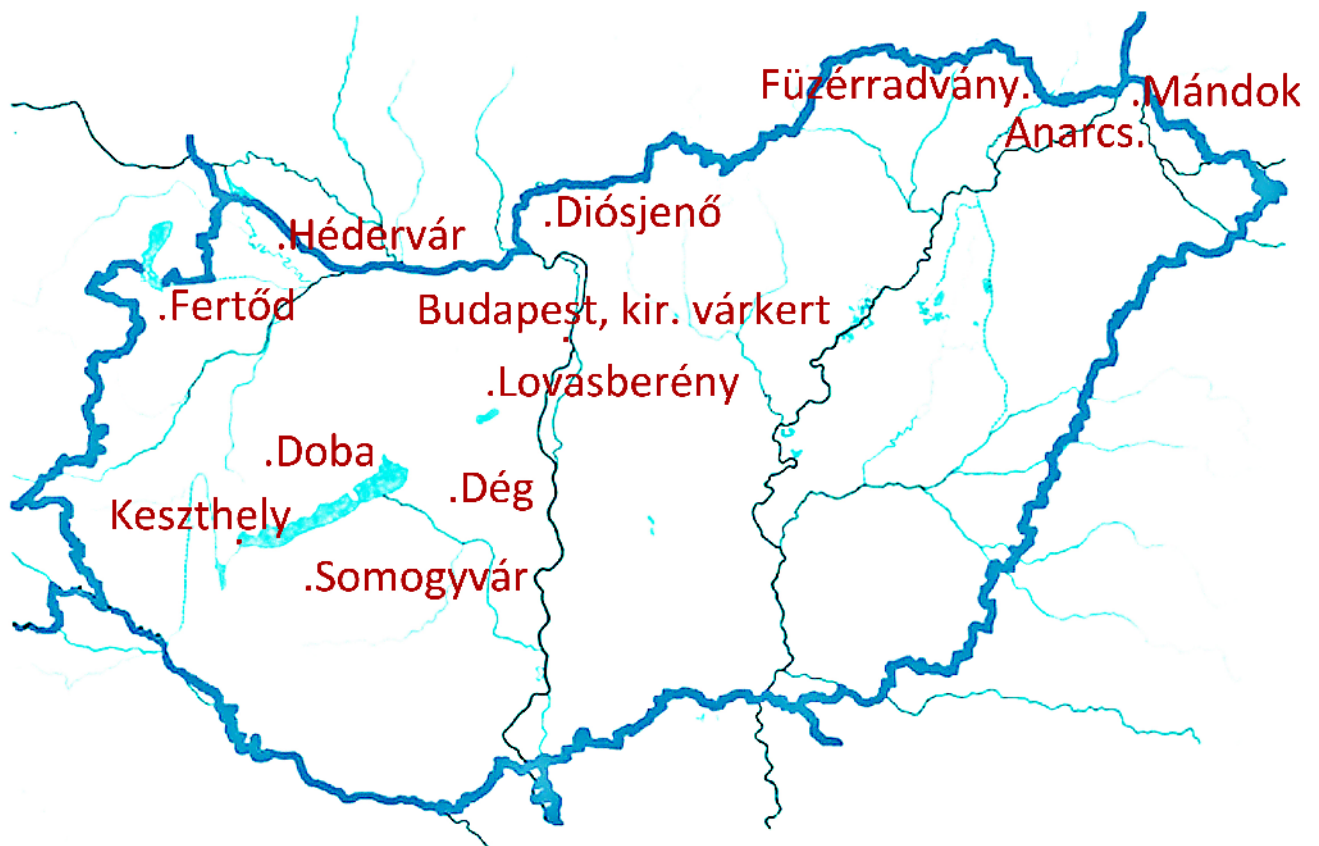 Füzérradvány.
.Mándok
Anarcs.
.Diósjenő
.Hédervár
.Fertőd
Budapest, kir. várkert
.Lovasberény
.Doba
.Dég
Keszthely
.Somogyvár